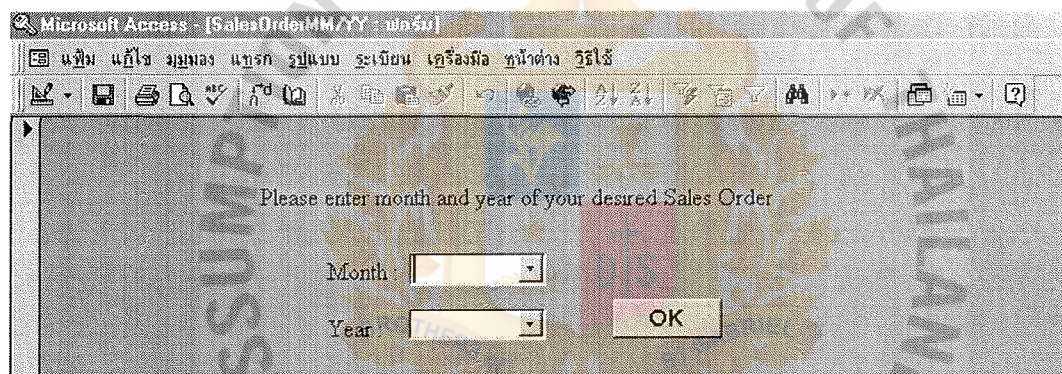 Microsoft Access - [SalesOrderMM/YY : ฟอร์ม]
แฟ้ม แก้ไข มุมมอง แทรก รูปแบบ ระเบียน เครื่องมือ หน้าต่าง วิธีใช้
Please enter month and year of your desired Sales Order
Month :
Year :
OK